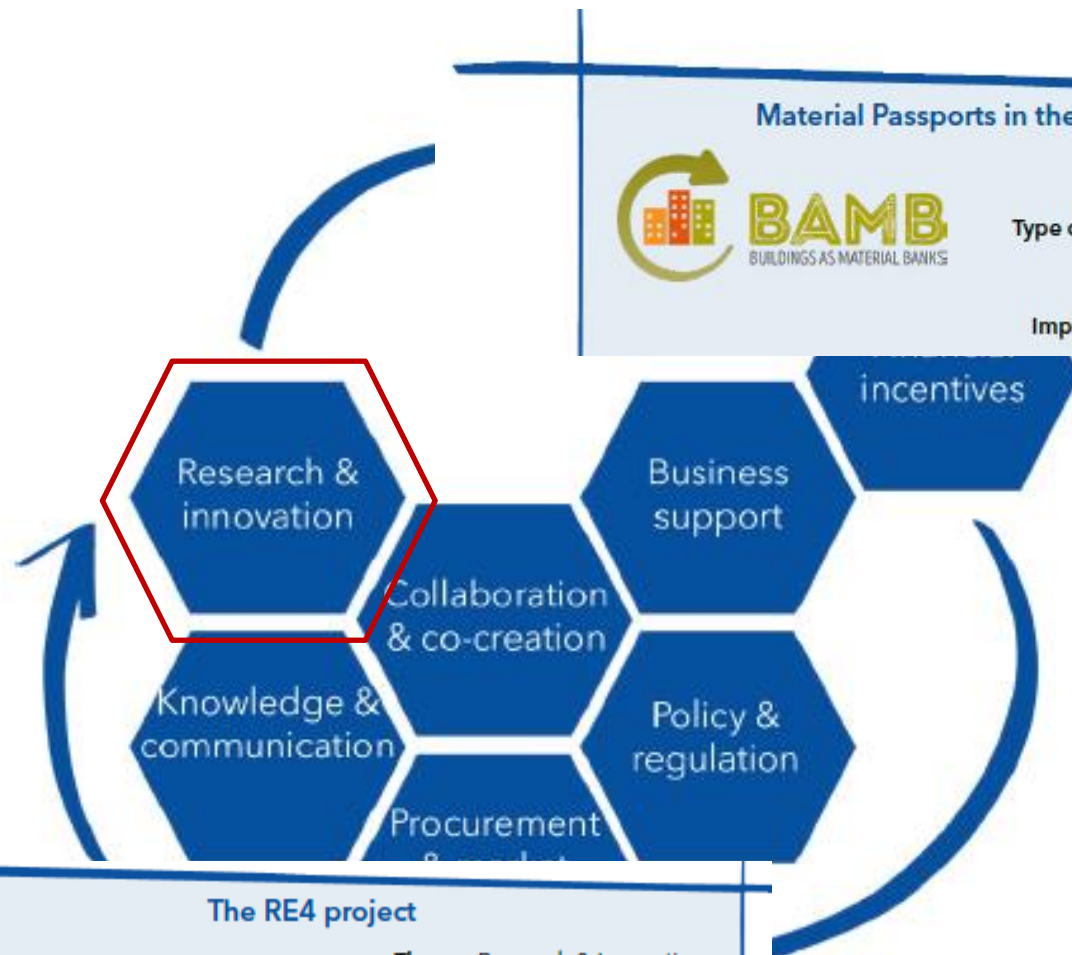 Material Passports in the
BAMB
BUILDINGS AS MATERIAL BANKS
Type
incentives
Research &
innovation
Business
support
Collaboration
& co-creation
Knowledge &
communication
Policy &
regulation
Procurement
The RE4 project